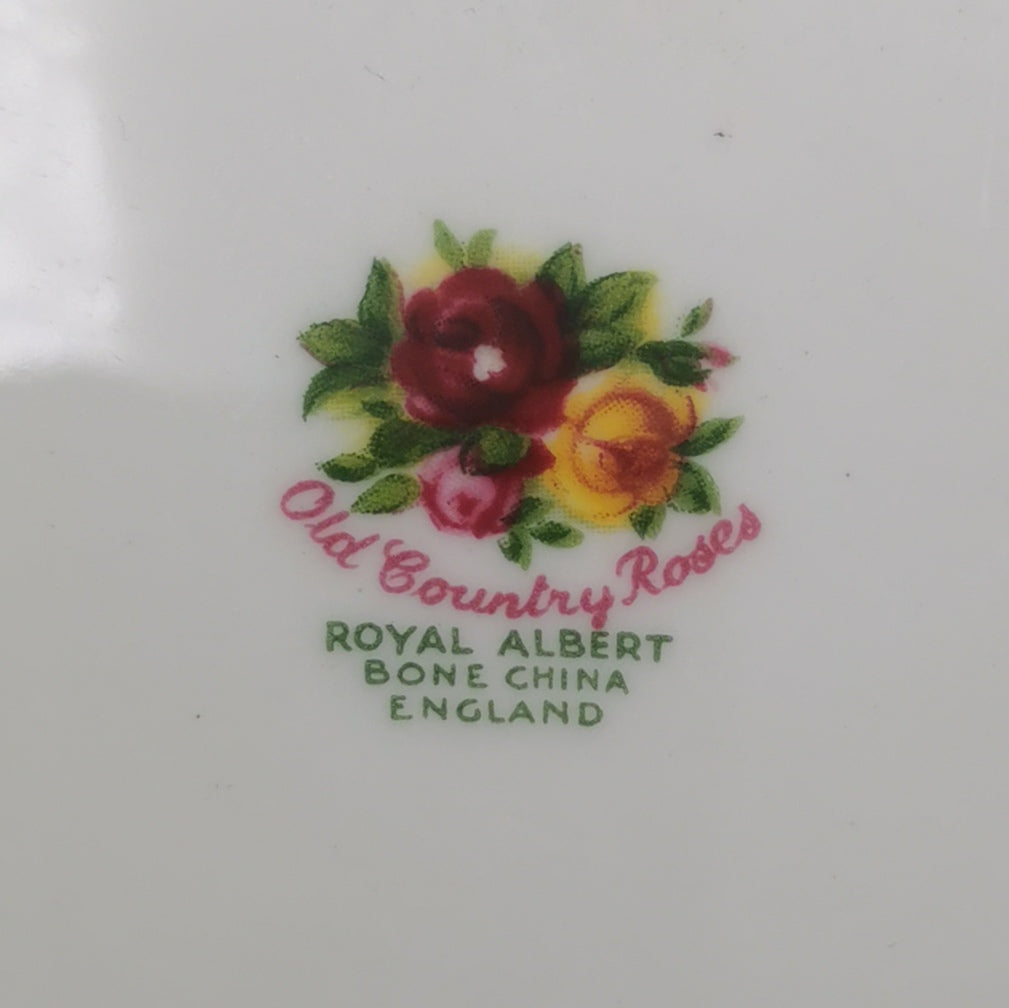 Old Country Roses
ROYAL ALBERT
BONE CHINA
ENGLAND